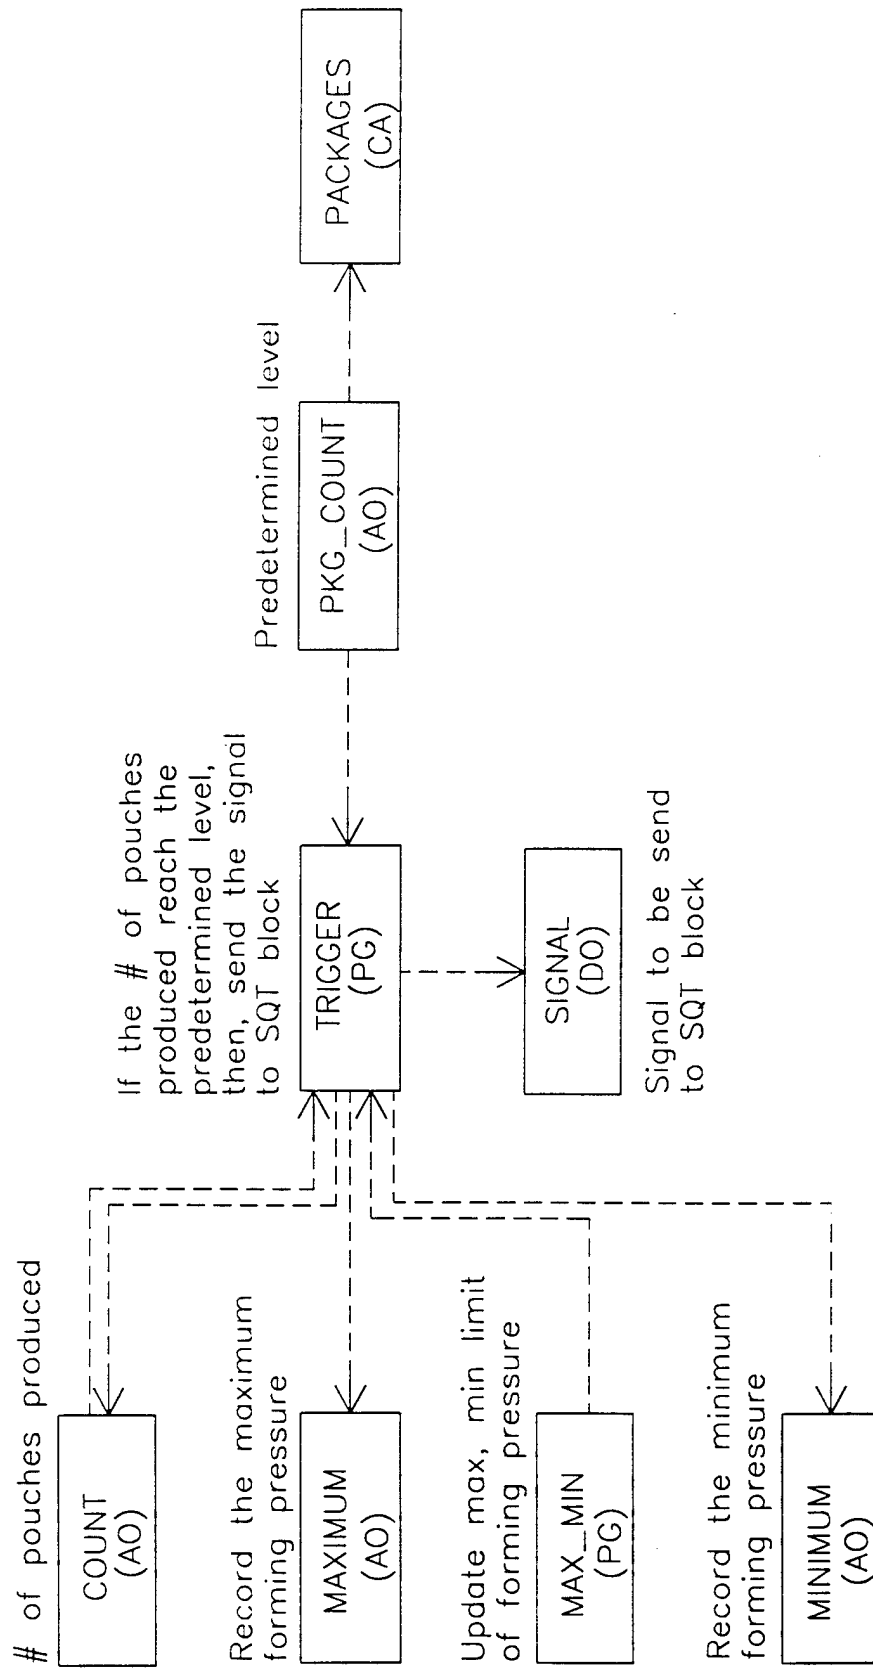 # of pouches produced
COUNT
(AO)
Record the maximum
forming pressure
MAXIMUM
(AO)
Update max, min limit
of forming pressure
MAX_MIN
(PG)
Record the minimum
forming pressure
MINIMUM
(AO)
If the # of pouches
produced reach the
predetermined level,
then, send the signal
to SQT block
TRIGGER
(PG)
SIGNAL
(DO)
Signal to be send
to SQT block
Predetermined level
PKG_COUNT
(AO)
PACKAGES
(CA)